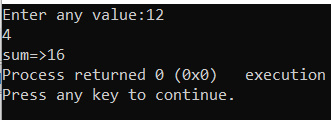 Enter any value:12
4
sum=>16
Process returned 0 (0x0)   execution
Press any key to continue.